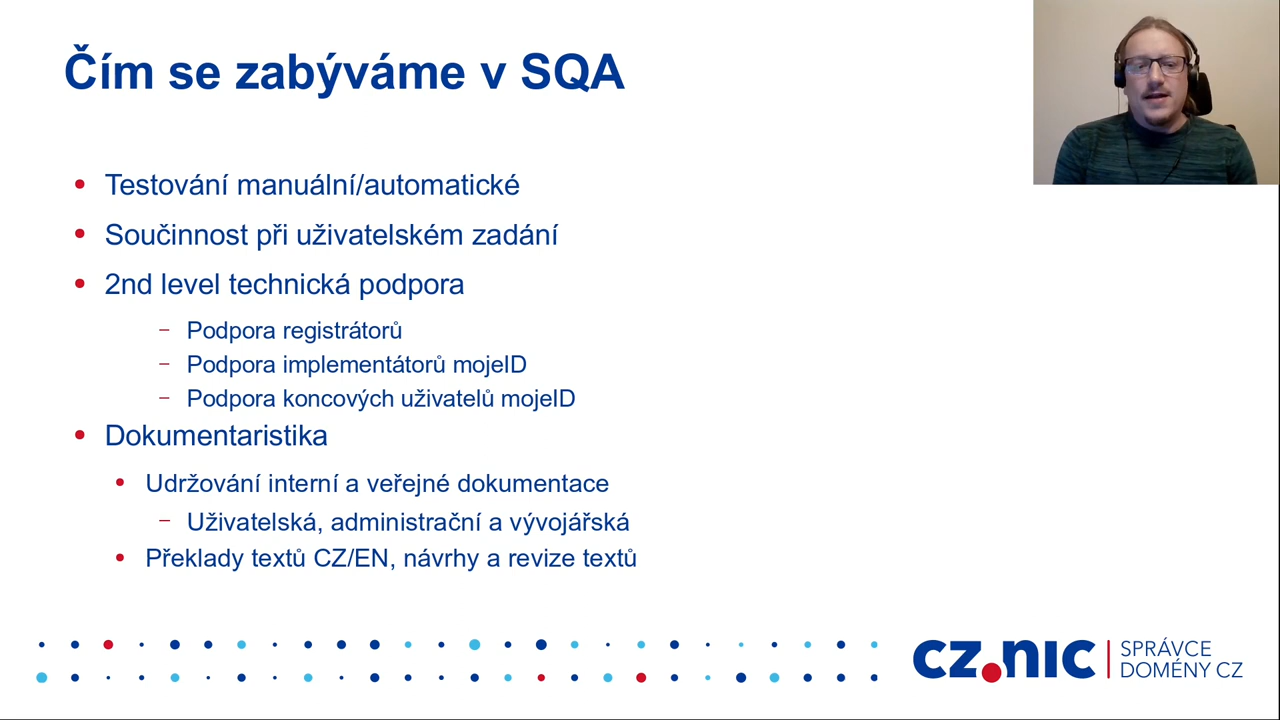 Čím se zabýváme v SQA
Testování manuální/automatické
Součinnost při uživatelském zadání
2nd level technická podpora
Podpora registrátorů
Podpora implementátorů mojeID
Podpora koncových uživatelů mojeID
Dokumentaristika
Udržování interní a veřejné dokumentace
Uživatelská, administrační a vývojářská
Překlady textů CZ/EN, návrhy a revize textů
cz.nic
SPRÁVCE
DOMÉNY CZ